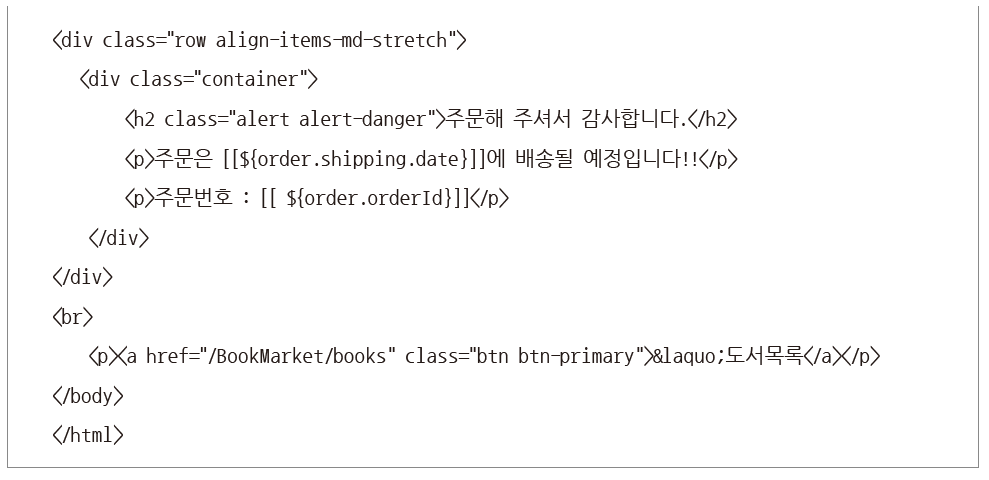 <div class="row align-items-md-stretch">
<div class="container">
<h2 class="alert alert-danger">주문해 주셔서 감사합니다.</h2>
<p>주문은 [[${order.shipping.date}]]에 배송될 예정입니다!!</p>
<p>주문번호 : [[ ${order.orderId}]]</p>
</div>
</div>
<br>
<p><a href="/BookMarket/books" class="btn btn-primary">&laquo;도서목록</a></p>
</body>
</html>